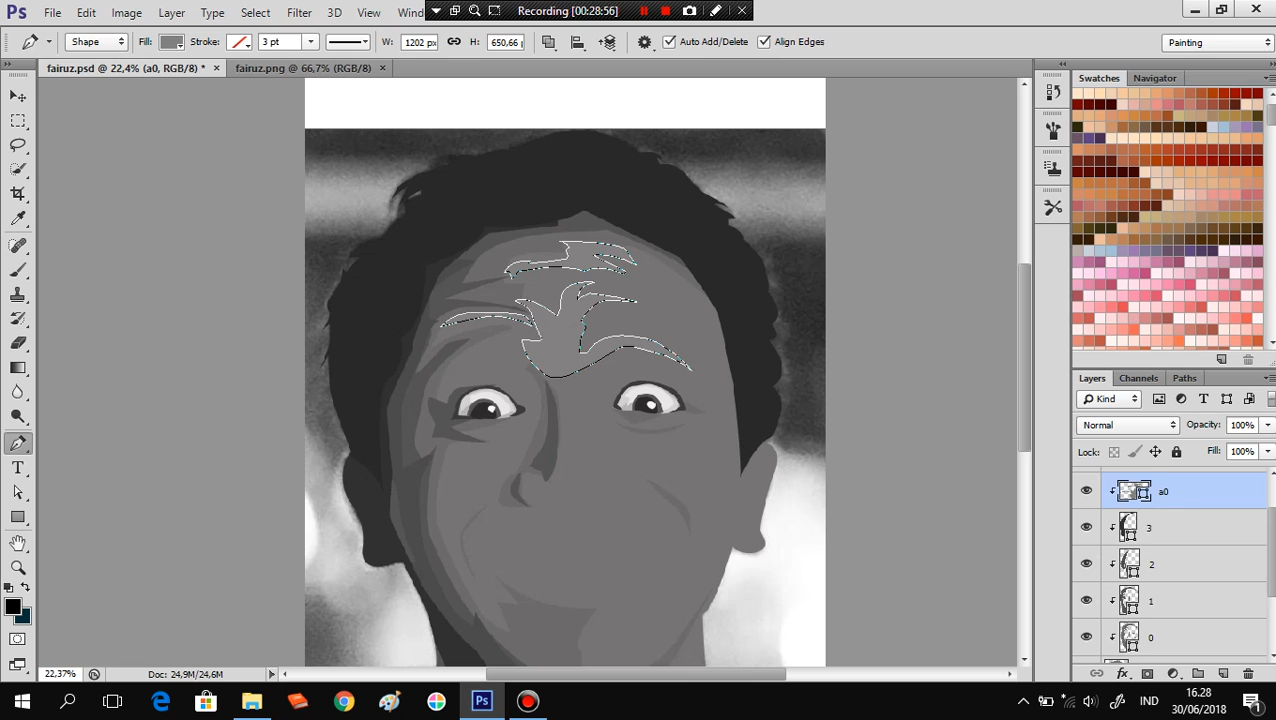 Ps File Edit Image Layer Type Select Filter 3D View Win
Recording [00:28:56]
Shape Fill: Stroke: 3 pt W: 1202 px H: 650,66 p Auto Add/Delete Align Edges Painting
fairuz.psd @ 22,4% (a0, RGB/8) * × fairuz.png @ 66,7% (RGB/8) ×
Swatches Navigator
Layers Channels Paths
Kind
Normal Opacity: 100%
Lock: Fill: 100%
a0
3
2
1
0
22,37% Doc: 24,9M/24,6M
Ps IND 16.28
30/06/2018